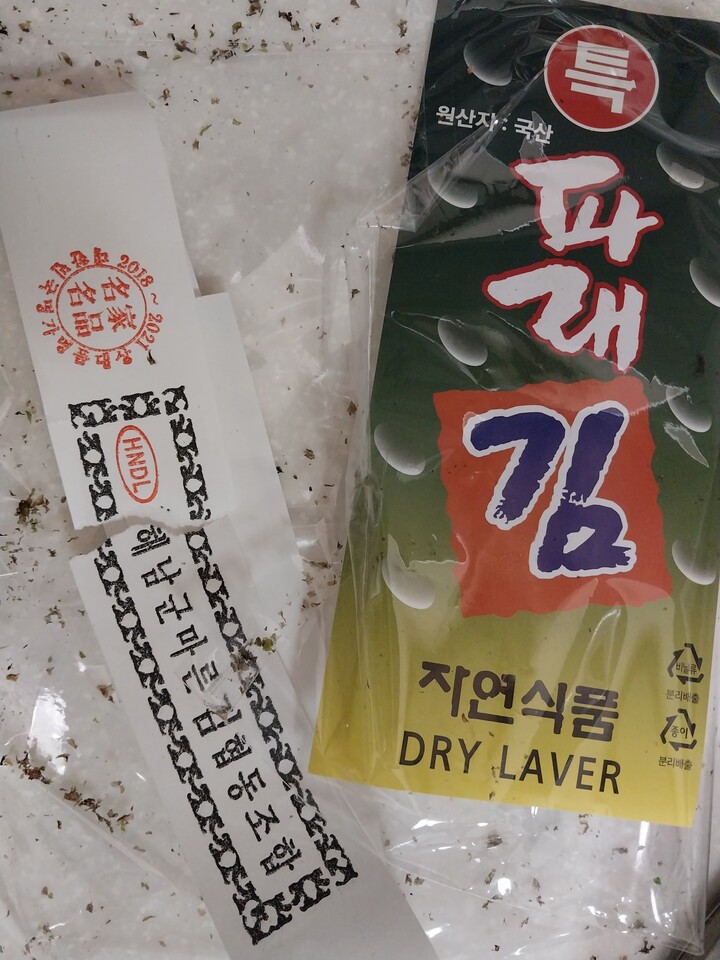 2018~2021
名家
名品
HNDL
해남군마른김협동조합
특
원산지 : 국산
파래
김
자연식품
DRY LAVER
비닐류
분리배출
종이
분리배출